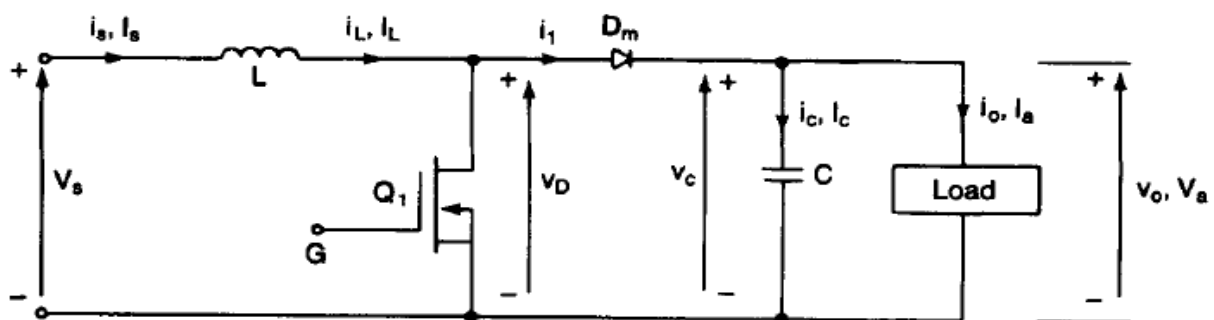 i_s, I_s
i_L, I_L
i_1
D_m
+
L
+
+
+
i_c, I_c
i_o, I_a
V_s
Q_1
v_D
v_c
C
Load
v_o, V_a
G
−
−
−
−